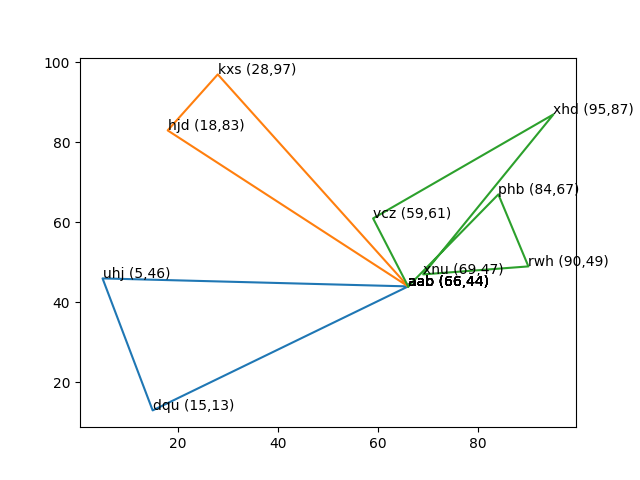 100
kxs (28,97)
xhd (95,87)
hjd (18,83)
80
phb (84,67)
vcz (59,61)
60
rwh (90,49)
xnu (69,47)
uhj (5,46)
aab (66,44)
40
20
dqu (15,13)
20 40 60 80